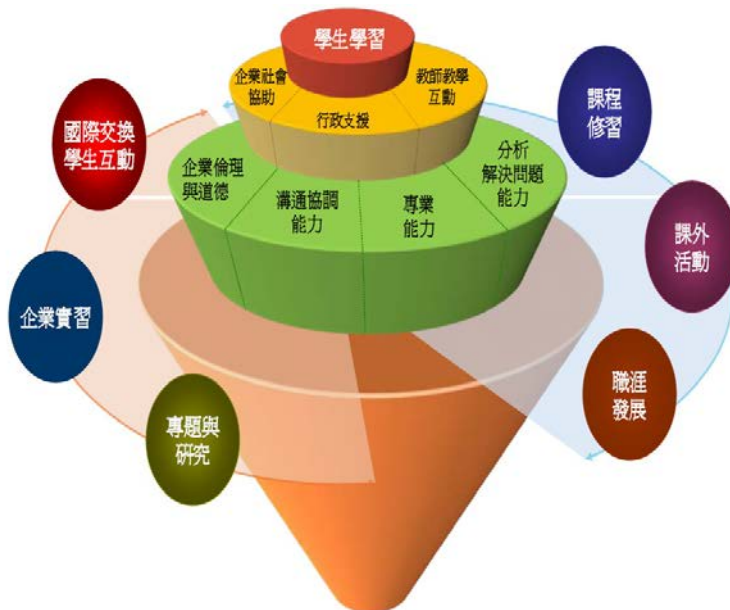 學生學習
企業社會
協助
行政支援
教師教學
互動
企業倫理
與道德
溝通協調
能力
專業
能力
分析
解決問題
能力
國際交換
學生互動
企業實習
專題與
研究
課程
修習
課外
活動
職涯
發展